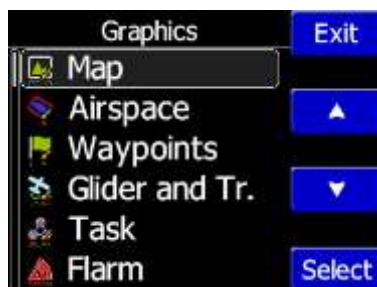 Graphics
Exit
Map
Airspace
Waypoints
Glider and Tr.
Task
Flarm
Select